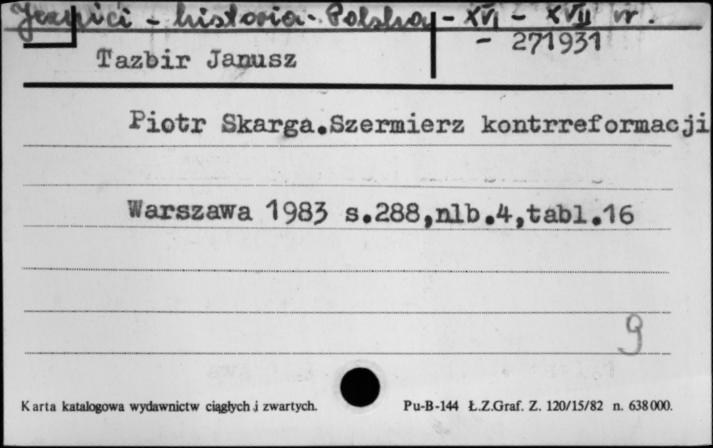 Jezuici - historia - Polska - XVI - XVII w.
- 271931
Tazbir Janusz
Piotr Skarga.Szermierz kontrreformacji
Warszawa 1983 s.288,nlb.4,tabl.16
9
Karta katalogowa wydawnictw ciągłych i zwartych. Pu-B-144 Ł.Z.Graf. Z. 120/15/82 n. 638000.